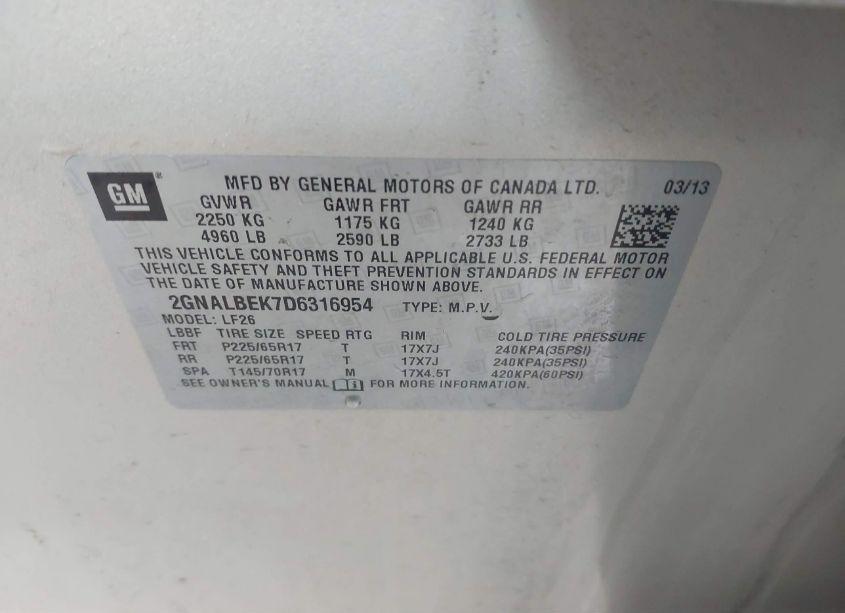 GM ®
MFD BY GENERAL MOTORS OF CANADA LTD. 03/13
GVWR GAWR FRT GAWR RR
2250 KG 1175 KG 1240 KG
4960 LB 2590 LB 2733 LB
THIS VEHICLE CONFORMS TO ALL APPLICABLE U.S. FEDERAL MOTOR
VEHICLE SAFETY AND THEFT PREVENTION STANDARDS IN EFFECT ON
THE DATE OF MANUFACTURE SHOWN ABOVE.
2GNALBEK7D6316954 TYPE: M.P.V.
MODEL: LF26
LBBF TIRE SIZE SPEED RTG RIM COLD TIRE PRESSURE
FRT P225/65R17 T 17X7J 240KPA(35PSI)
RR P225/65R17 T 17X7J 240KPA(35PSI)
SPA T145/70R17 M 17X4.5T 420KPA(60PSI)
SEE OWNER'S MANUAL FOR MORE INFORMATION.